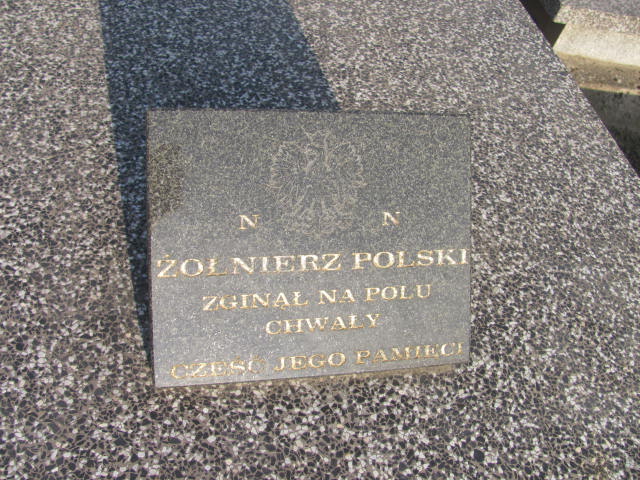 N N
ŻOŁNIERZ POLSKI
ZGINĄŁ NA POLU
CHWAŁY
CZEŚĆ JEGO PAMIĘCI